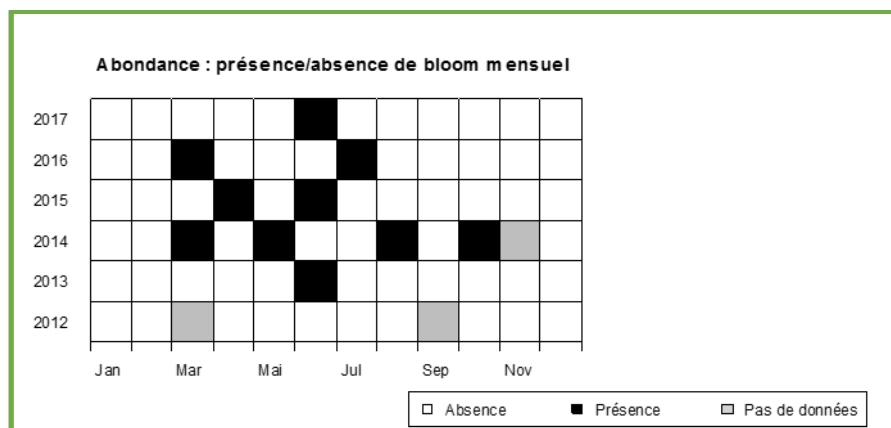 Abondance : présence/absence de bloom mensuel
2017
2016
2015
2014
2013
2012
Jan Mar Mai Jul Sep Nov
Absence Présence Pas de données